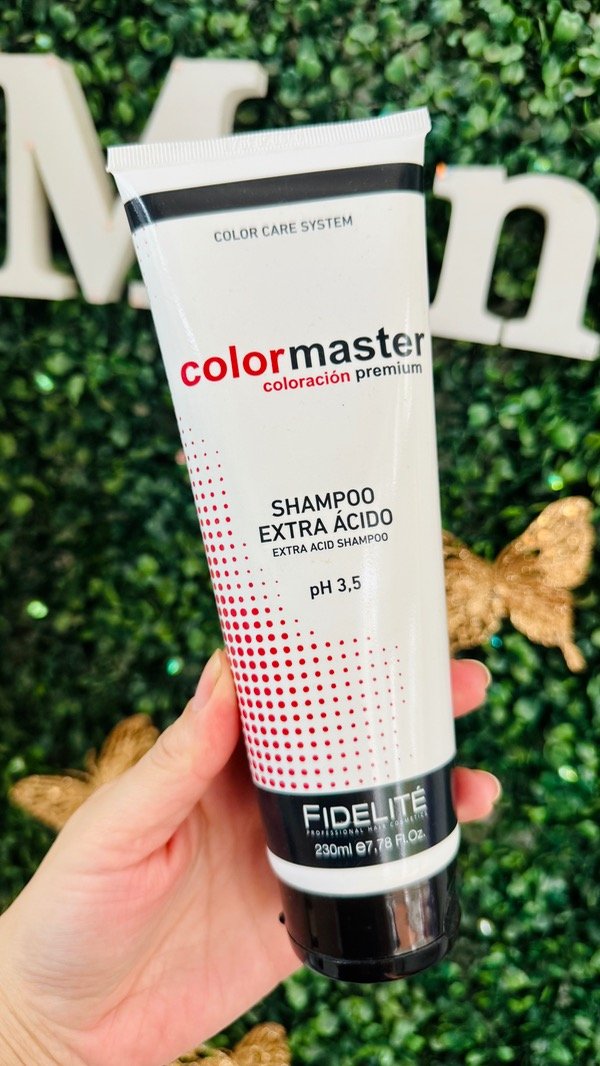 M n
COLOR CARE SYSTEM
colormaster
coloración premium
SHAMPOO
EXTRA ÁCIDO
EXTRA ACID SHAMPOO
pH 3,5
FIDELITÉ
PROFESSIONAL HAIR COSMETICS
230ml e7,78 Fl.Oz.